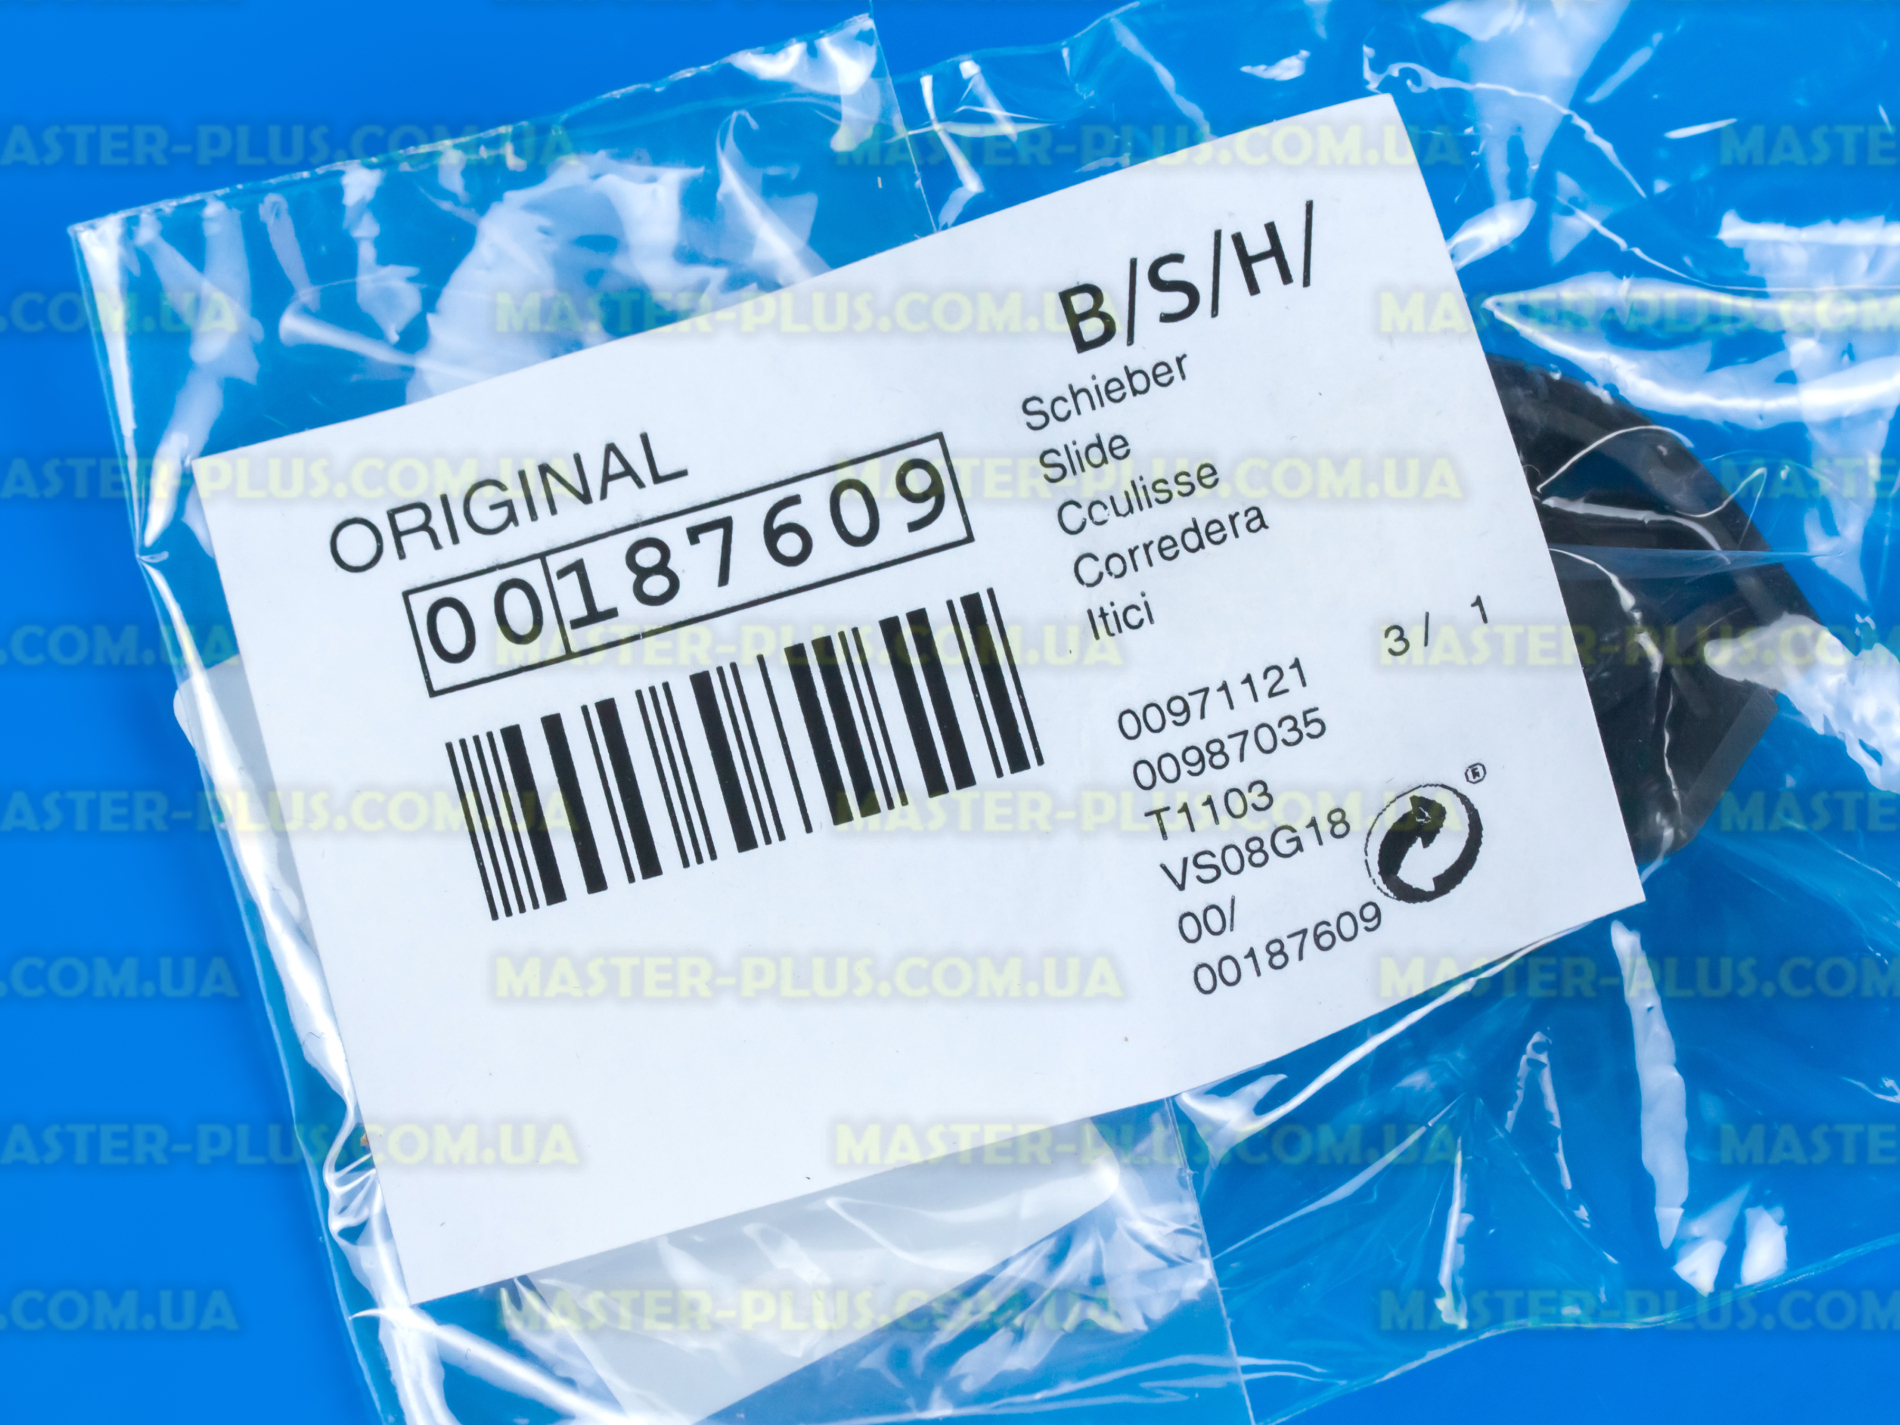 B/S/H/
ORIGINAL
00187609
Schieber
Slide
Coulisse
Corredera
Itici
3/ 1
00971121
00987035
T1103
VS08G18
00/
00187609
®
MASTER-PLUS.COM.UA